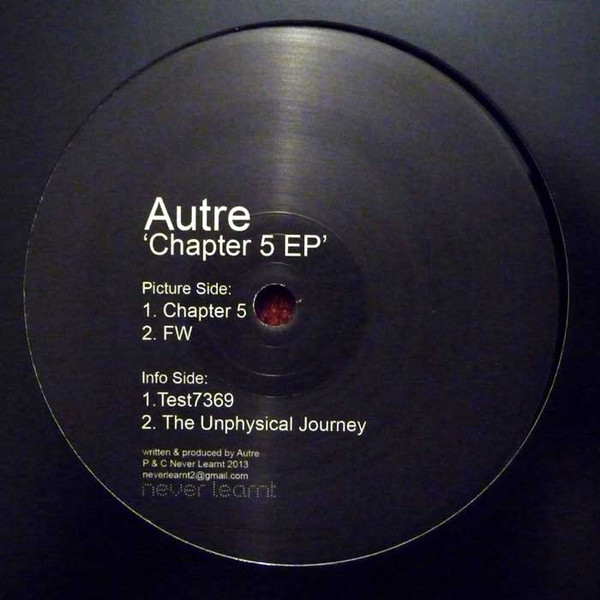 Autre
‘Chapter 5 EP’
Picture Side:
1. Chapter 5
2. FW
Info Side:
1.Test7369
2. The Unphysical Journey
written & produced by Autre
P & C Never Learnt 2013
neverlearnt2@gmail.com
never learnt